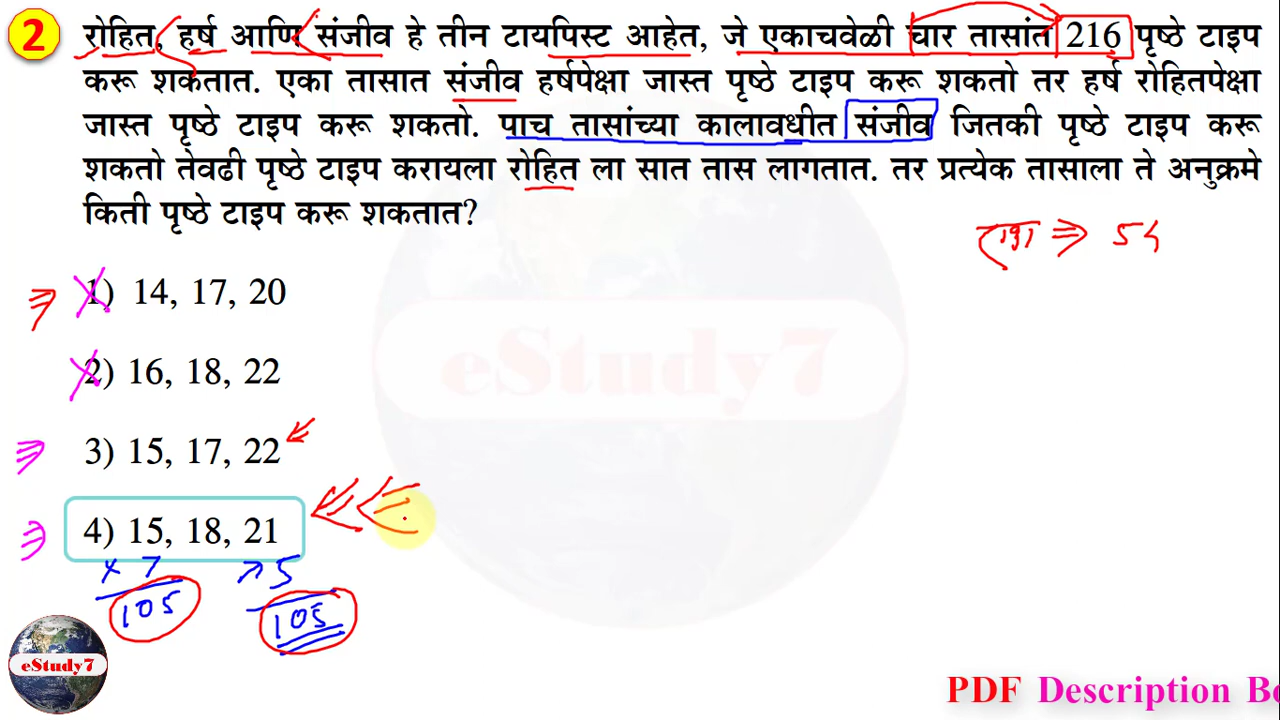 2
रोहित, हर्ष आणि संजीव हे तीन टायपिस्ट आहेत, जे एकाचवेळी चार तासांत 216 पृष्ठे टाइप
करू शकतात. एका तासात संजीव हर्षपेक्षा जास्त पृष्ठे टाइप करू शकतो तर हर्ष रोहितपेक्षा
जास्त पृष्ठे टाइप करू शकतो. पाच तासांच्या कालावधीत संजीव जितकी पृष्ठे टाइप करू
शकतो तेवढी पृष्ठे टाइप करायला रोहित ला सात तास लागतात. तर प्रत्येक तासाला ते अनुक्रमे
किती पृष्ठे टाइप करू शकतात?
⇒ 54
1) 14, 17, 20
2) 16, 18, 22
3) 15, 17, 22
4) 15, 18, 21
× 7 × 5
105 105
eStudy7
eStudy7
PDF Description Bo